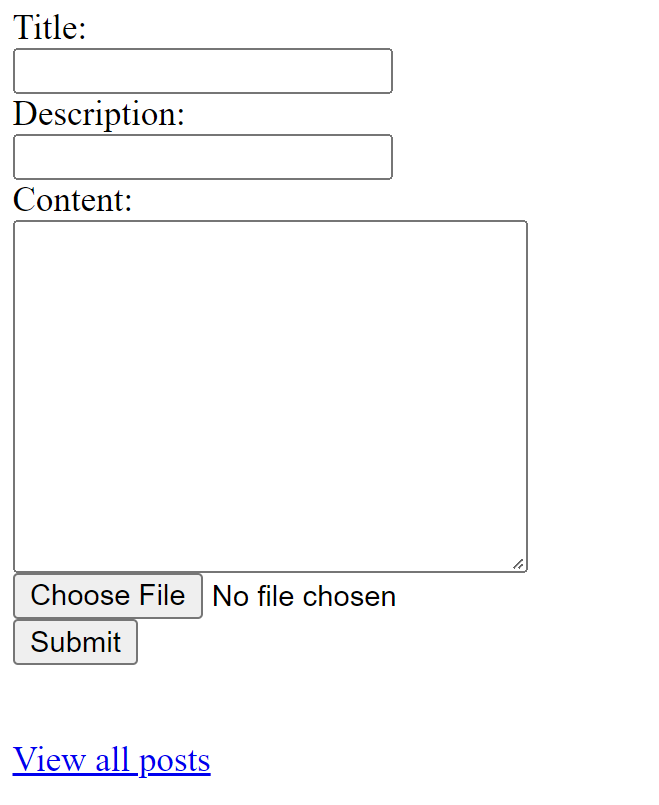 Title:
Description:
Content:
Choose File No file chosen
Submit
View all posts